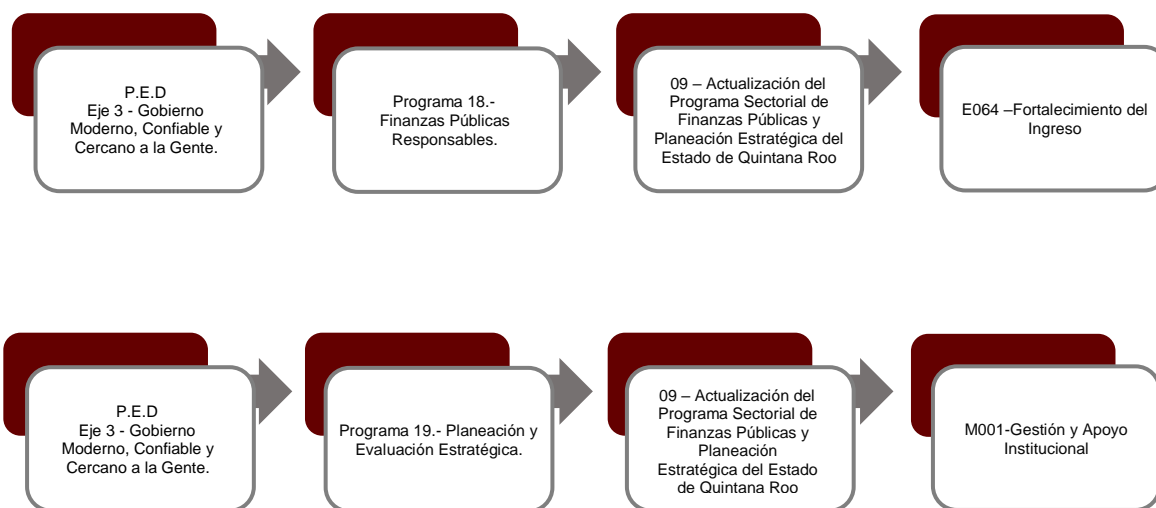 P.E.D
Eje 3 - Gobierno
Moderno, Confiable y
Cercano a la Gente.
Programa 18.-
Finanzas Públicas
Responsables.
09 – Actualización del
Programa Sectorial de
Finanzas Públicas y
Planeación Estratégica del
Estado de Quintana Roo
E064 –Fortalecimiento del
Ingreso
P.E.D
Eje 3 - Gobierno
Moderno, Confiable y
Cercano a la Gente.
Programa 19.- Planeación y
Evaluación Estratégica.
09 – Actualización del
Programa Sectorial de
Finanzas Públicas y
Planeación
Estratégica del Estado
de Quintana Roo
M001-Gestión y Apoyo
Institucional